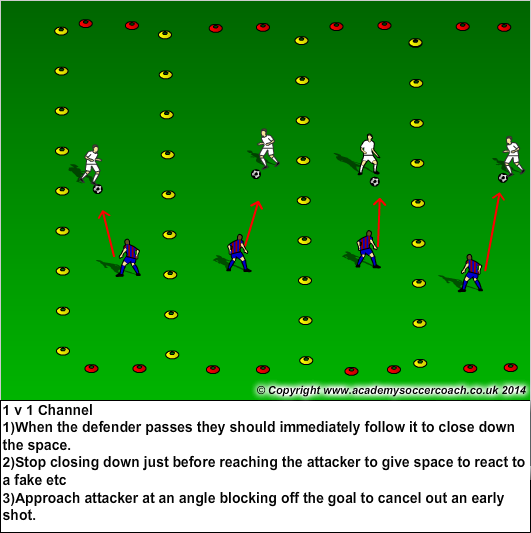 © Copyright www.academysoccercoach.co.uk 2014
1 v 1 Channel
1)When the defender passes they should immediately follow it to close down
the space.
2)Stop closing down just before reaching the attacker to give space to react to
a fake etc
3)Approach attacker at an angle blocking off the goal to cancel out an early
shot.